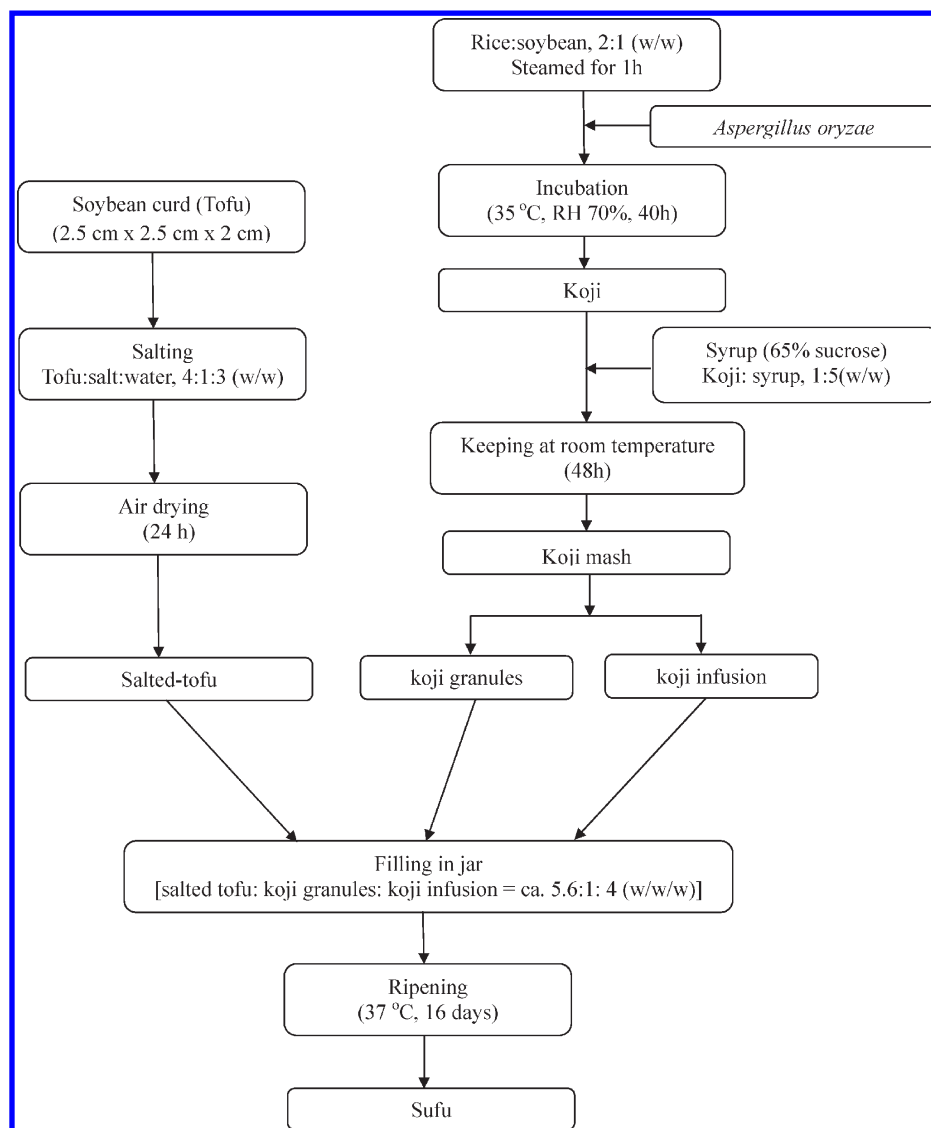 Rice:soybean, 2:1 (w/w)
Steamed for 1h
Aspergillus oryzae
Incubation
(35 °C, RH 70%, 40h)
Soybean curd (Tofu)
(2.5 cm x 2.5 cm x 2 cm)
Koji
Salting
Tofu:salt:water, 4:1:3 (w/w)
Syrup (65% sucrose)
Koji: syrup, 1:5(w/w)
Keeping at room temperature
(48h)
Air drying
(24 h)
Koji mash
Salted-tofu
koji granules
koji infusion
Filling in jar
[salted tofu: koji granules: koji infusion = ca. 5.6:1: 4 (w/w/w)]
Ripening
(37 °C, 16 days)
Sufu